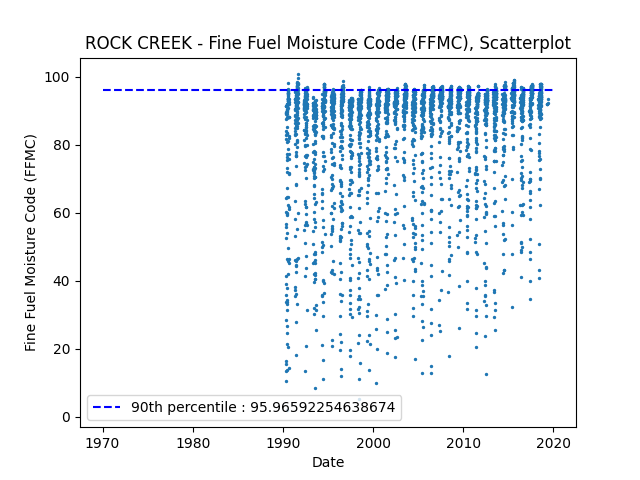 ROCK CREEK - Fine Fuel Moisture Code (FFMC), Scatterplot
100
80
60
40
20
0
Fine Fuel Moisture Code (FFMC)
90th percentile : 95.96592254638674
1970 1980 1990 2000 2010 2020
Date